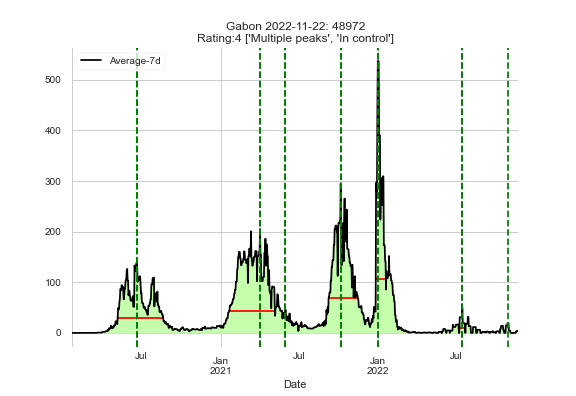 Gabon 2022-11-22: 48972
Rating:4 ['Multiple peaks', 'In control']
Average-7d
500
400
300
200
100
0
Jul
Jan
2021
Jul
Jan
2022
Jul
Date